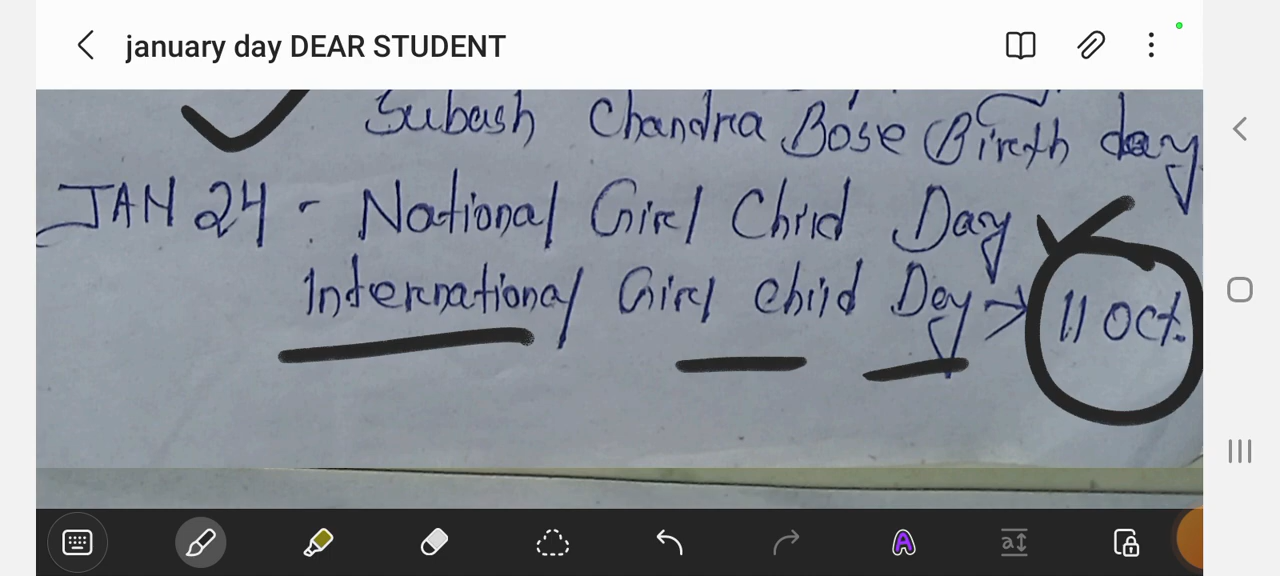 january day DEAR STUDENT
Subash Chandra Bose Birth day
JAN 24 - National Girl Child Day
International Girl Child Day → 11 Oct.